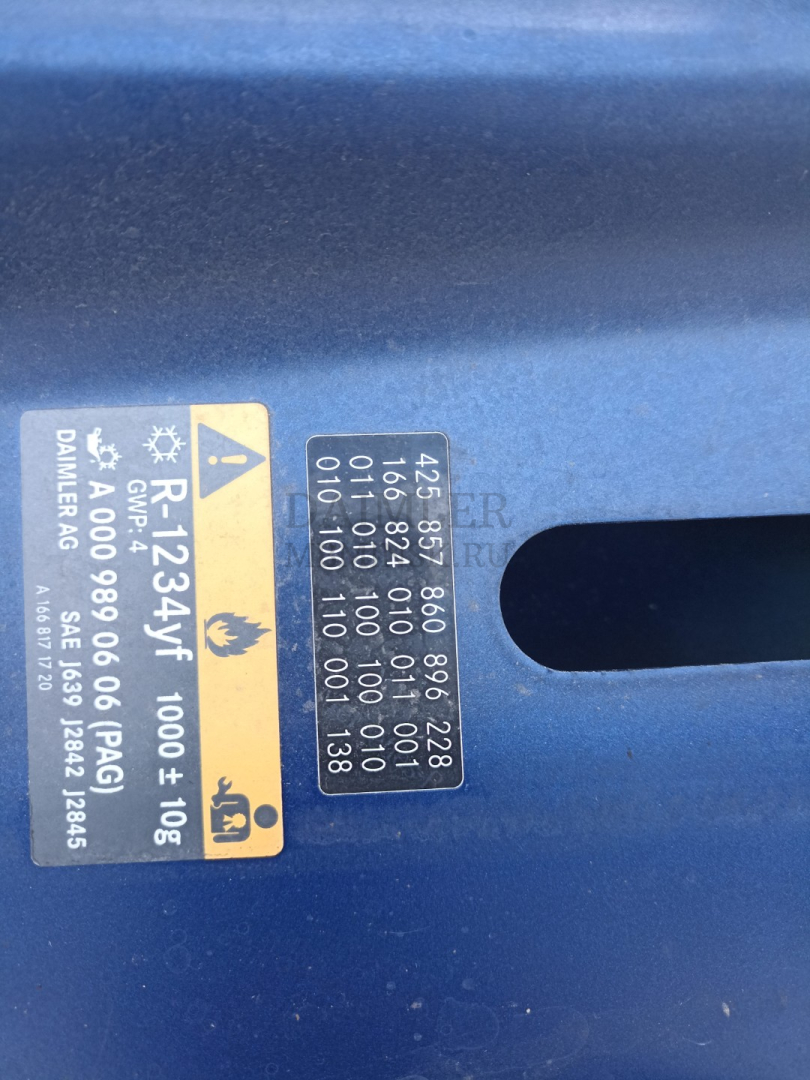 R-1234yf 1000 ± 10g
GWP: 4
A 000 989 06 06 (PAG)
DAIMLER AG SAE J639 J2842 J2845
A 166 817 17 20
425 857 860 896 228
166 824 010 011 001
011 010 100 100 010
010 100 110 001 138
DAIMLER